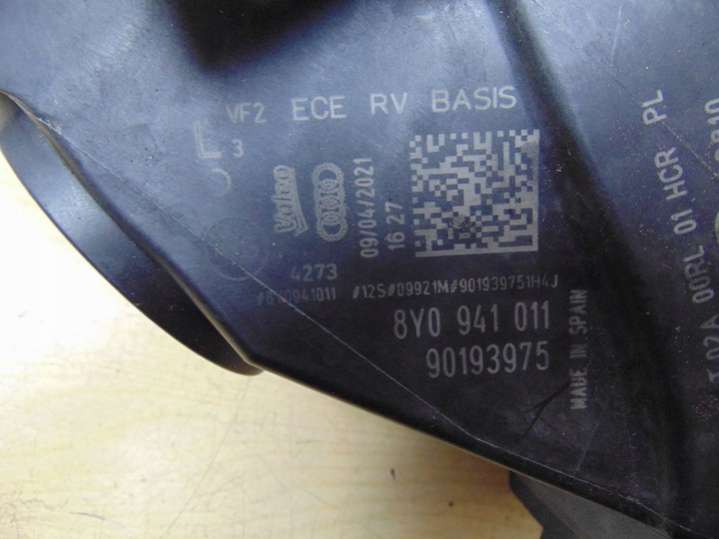 VF2 ECE RV BASIS
L
3
Valeo
09/04/2021
16 27
4273
#8Y0941011 #12S#09921M#901939751H4J
8Y0 941 011
90193975
MADE IN SPAIN
00RL 01 HCR PL